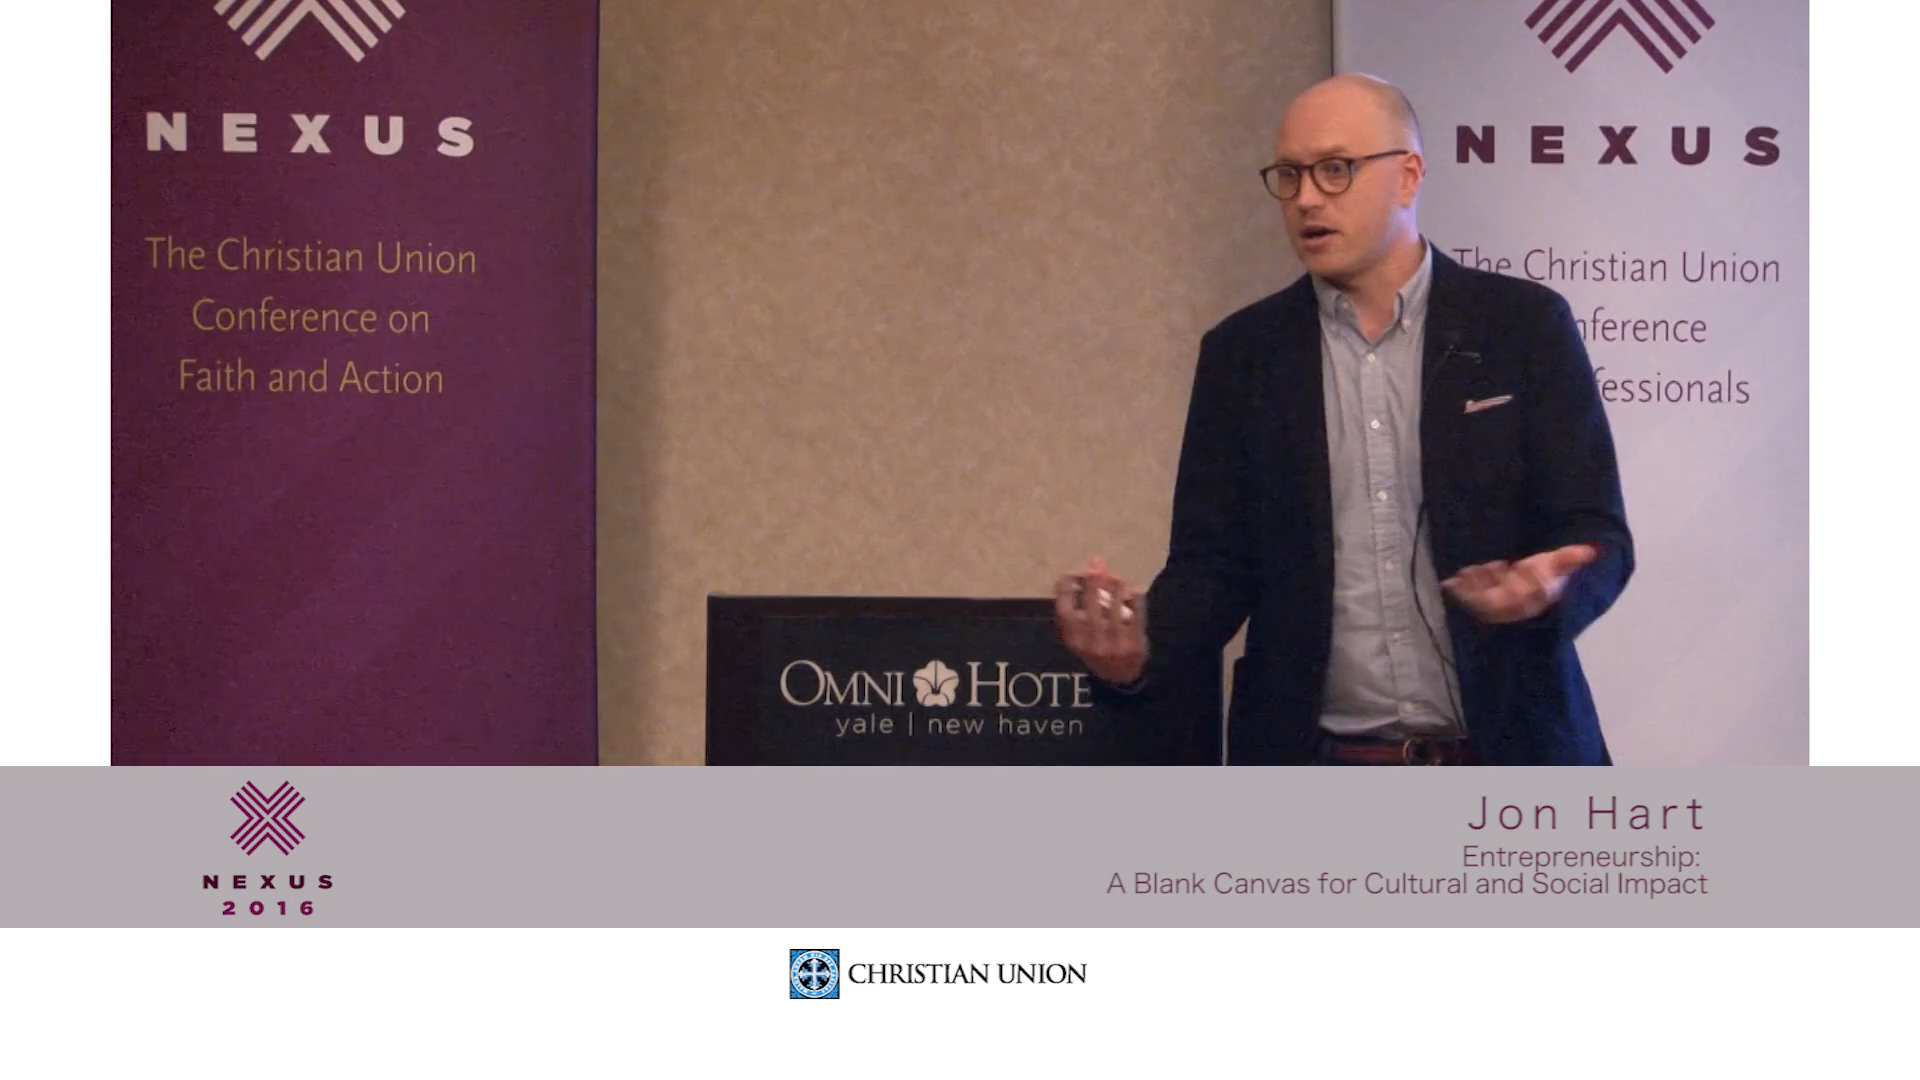 NEXUS
The Christian Union
Conference on
Faith and Action
NEXUS
The Christian Union
nference
fessionals
OMNI HOTE
yale | new haven
NEXUS
2016
Jon Hart
Entrepreneurship:
A Blank Canvas for Cultural and Social Impact
CHRISTIAN UNION